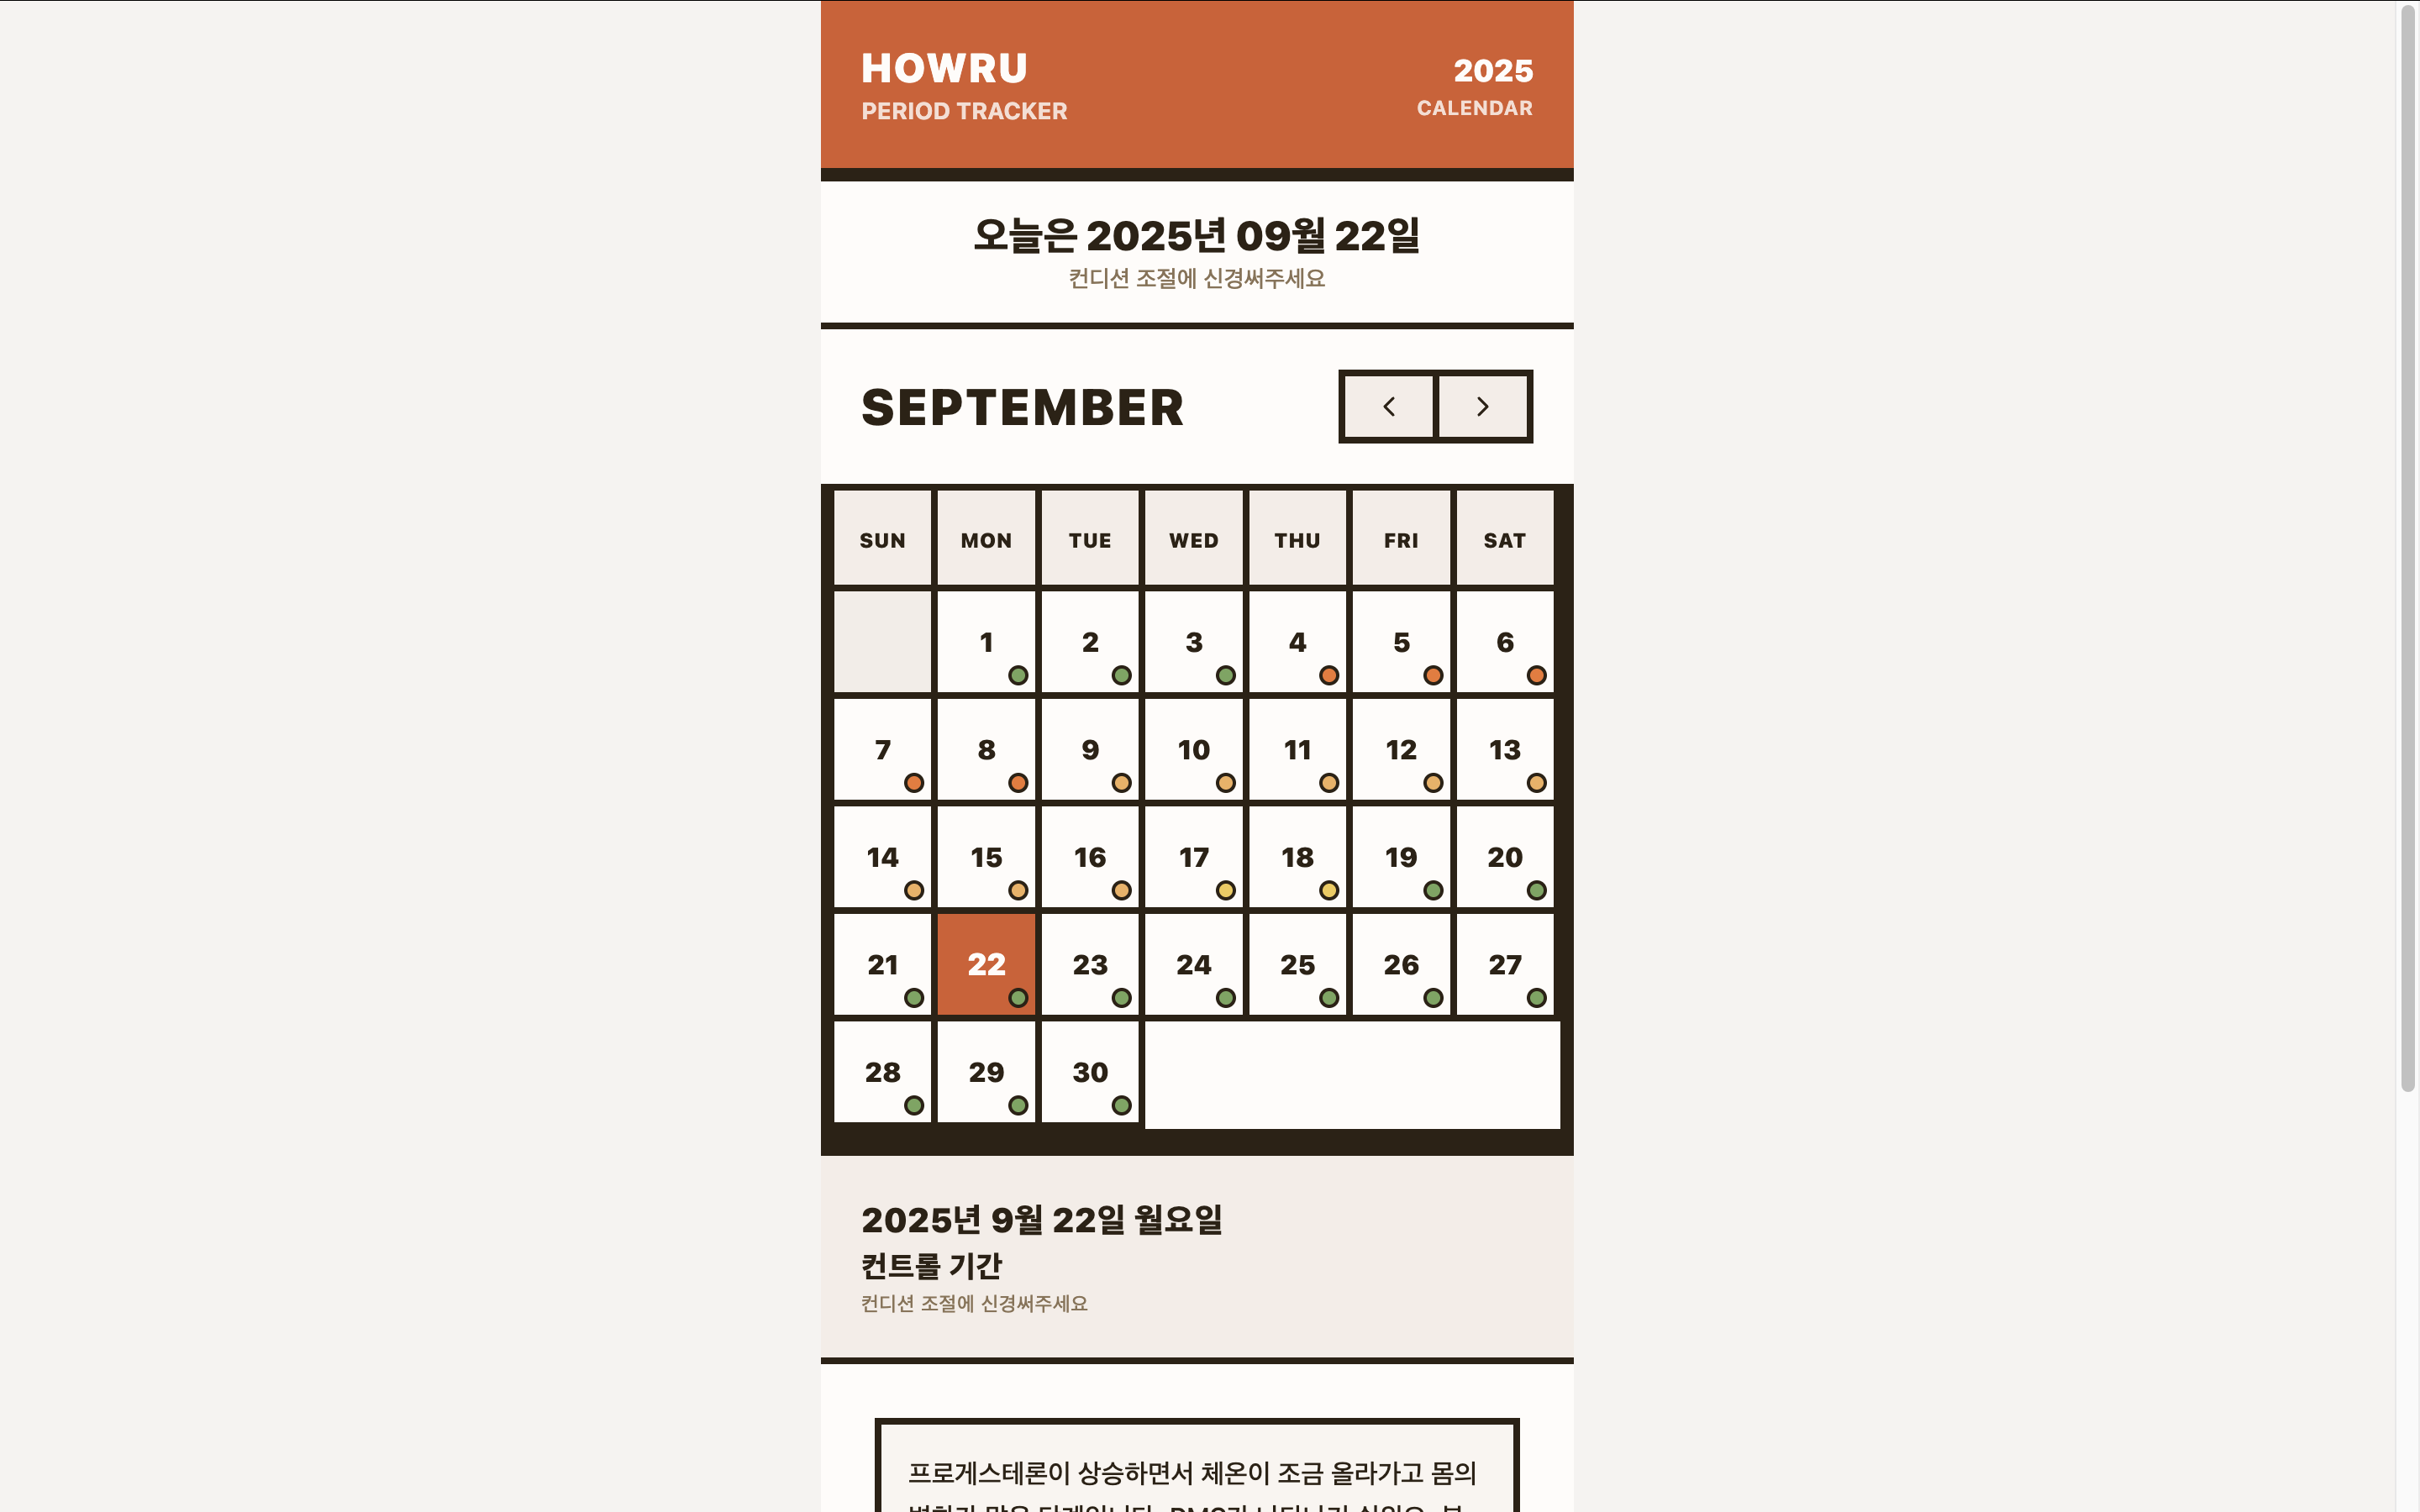 HOWRU
PERIOD TRACKER
2025
CALENDAR
오늘은 2025년 09월 22일
컨디션 조절에 신경써주세요
SEPTEMBER
SUN MON TUE WED THU FRI SAT
1 2 3 4 5 6
7 8 9 10 11 12 13
14 15 16 17 18 19 20
21 22 23 24 25 26 27
28 29 30
2025년 9월 22일 월요일
컨트롤 기간
컨디션 조절에 신경써주세요
프로게스테론이 상승하면서 체온이 조금 올라가고 몸의